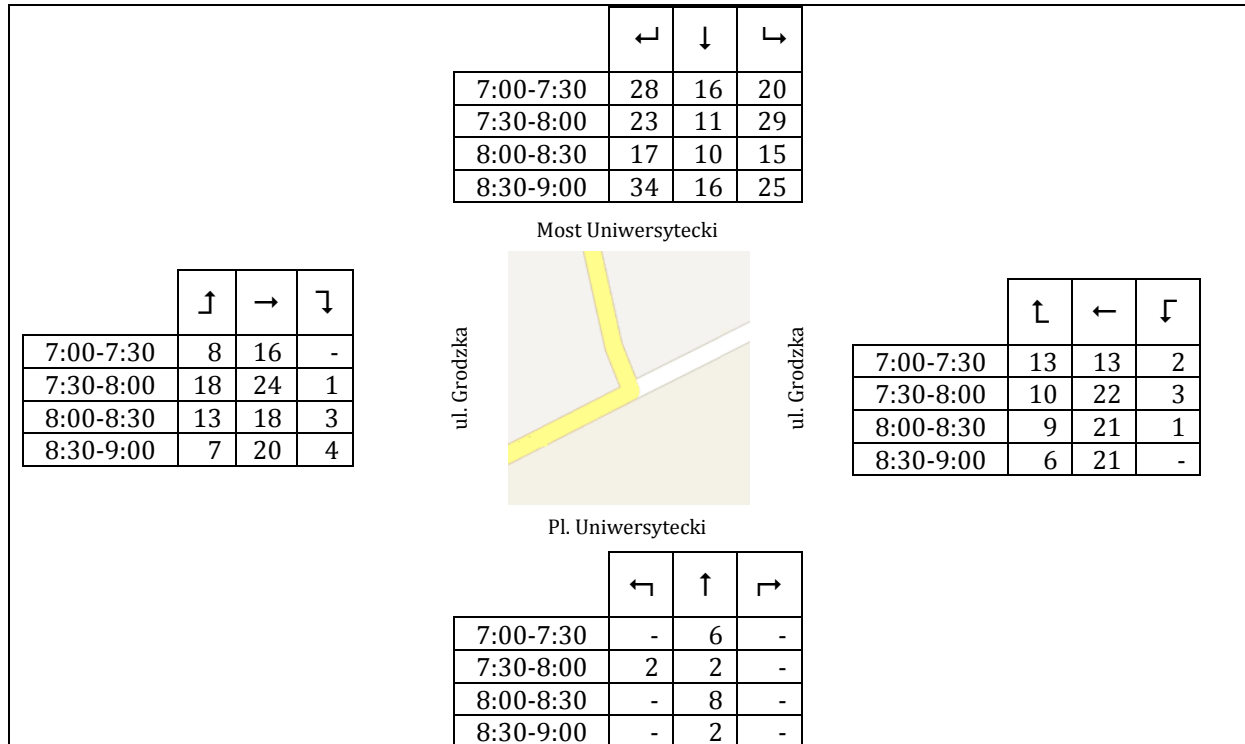 ↵ ↓ ↳
7:00-7:30 28 16 20
7:30-8:00 23 11 29
8:00-8:30 17 10 15
8:30-9:00 34 16 25
Most Uniwersytecki
⮥ → ⮧
7:00-7:30 8 16 -
7:30-8:00 18 24 1
8:00-8:30 13 18 3
8:30-9:00 7 20 4
ul. Grodzka
ul. Grodzka
⮤ ← ⮦
7:00-7:30 13 13 2
7:30-8:00 10 22 3
8:00-8:30 9 21 1
8:30-9:00 6 21 -
Pl. Uniwersytecki
↰ ↑ ↱
7:00-7:30 - 6 -
7:30-8:00 2 2 -
8:00-8:30 - 8 -
8:30-9:00 - 2 -